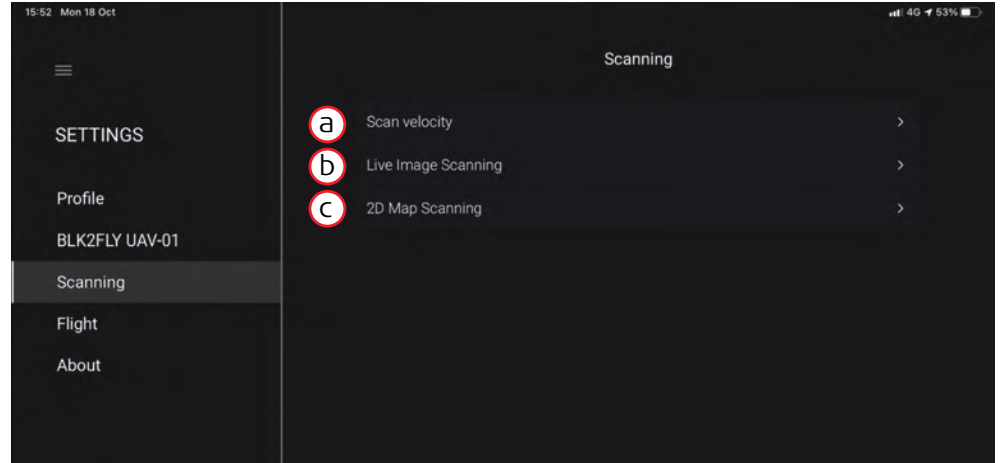 15:52 Mon 18 Oct
4G 53%
SETTINGS
Profile
BLK2FLY UAV-01
Scanning
Flight
About
Scanning
a Scan velocity
b Live Image Scanning
c 2D Map Scanning